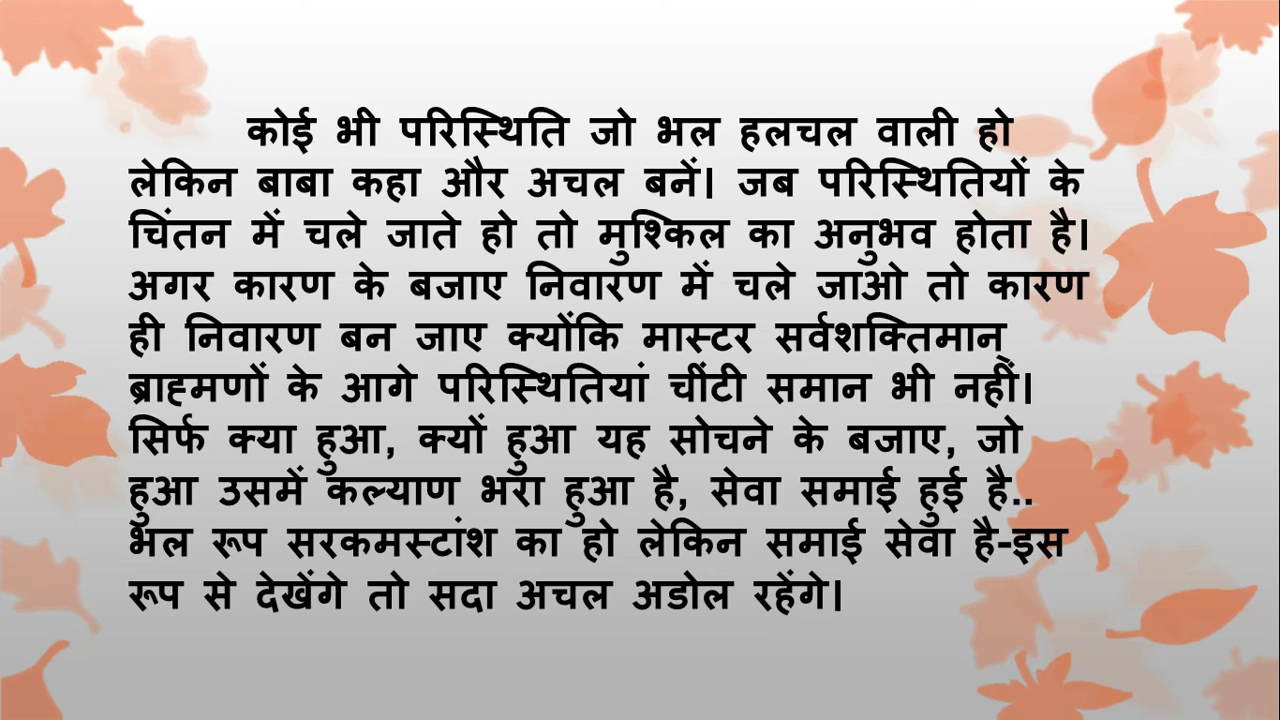 कोई भी परिस्थिति जो भल हलचल वाली हो
लेकिन बाबा कहा और अचल बनें। जब परिस्थितियों के
चिंतन में चले जाते हो तो मुश्किल का अनुभव होता है।
अगर कारण के बजाए निवारण में चले जाओ तो कारण
ही निवारण बन जाए क्योंकि मास्टर सर्वशक्तिमान्
ब्राह्मणों के आगे परिस्थितियां चींटी समान भी नहीं।
सिर्फ क्या हुआ, क्यों हुआ यह सोचने के बजाए, जो
हुआ उसमें कल्याण भरा हुआ है, सेवा समाई हुई है..
भल रूप सरकमस्टांश का हो लेकिन समाई सेवा है-इस
रूप से देखेंगे तो सदा अचल अडोल रहेंगे।